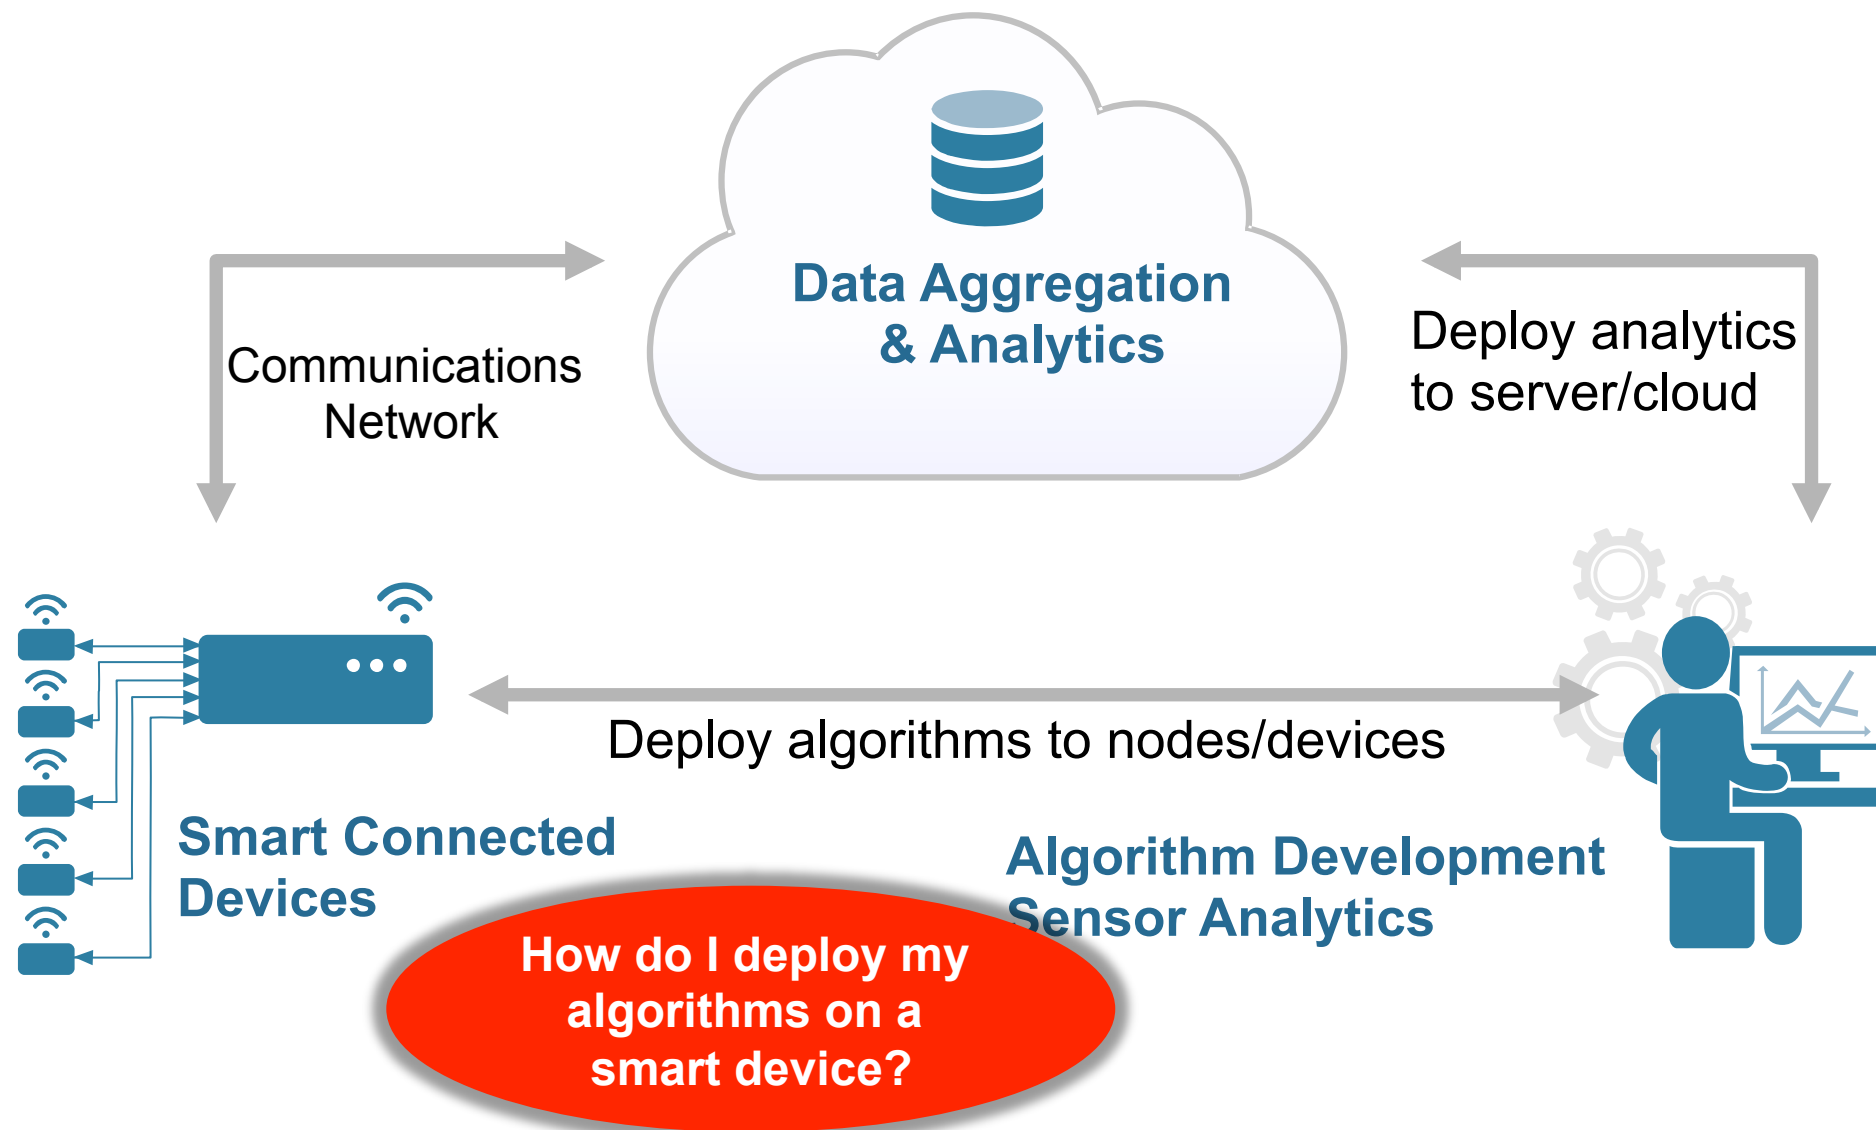 Data Aggregation
& Analytics
Communications
Network
Deploy analytics
to server/cloud
Deploy algorithms to nodes/devices
Smart Connected
Devices
Algorithm Development
Sensor Analytics
How do I deploy my
algorithms on a
smart device?